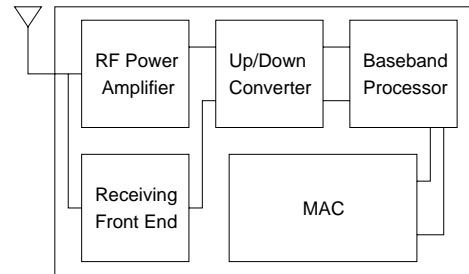 RF Power
Amplifier
Up/Down
Converter
Baseband
Processor
Receiving
Front End
MAC